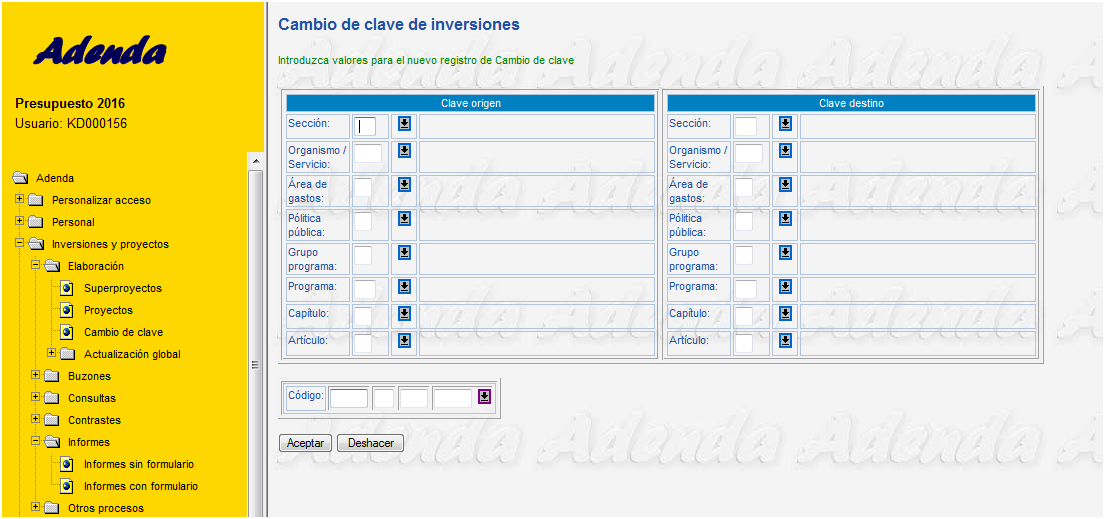 Adenda
Presupuesto 2016
Usuario: KD000156
Adenda
Personalizar acceso
Personal
Inversiones y proyectos
Elaboración
Superproyectos
Proyectos
Cambio de clave
Actualización global
Buzones
Consultas
Contrastes
Informes
Informes sin formulario
Informes con formulario
Otros procesos
Cambio de clave de inversiones
Introduzca valores para el nuevo registro de Cambio de clave
Clave origen
Sección:
Organismo /
Servicio:
Área de
gastos:
Pólitica
pública:
Grupo
programa:
Programa:
Capítulo:
Artículo:
Clave destino
Sección:
Organismo /
Servicio:
Área de
gastos:
Pólitica
pública:
Grupo
programa:
Programa:
Capítulo:
Artículo:
Código:
Aceptar
Deshacer